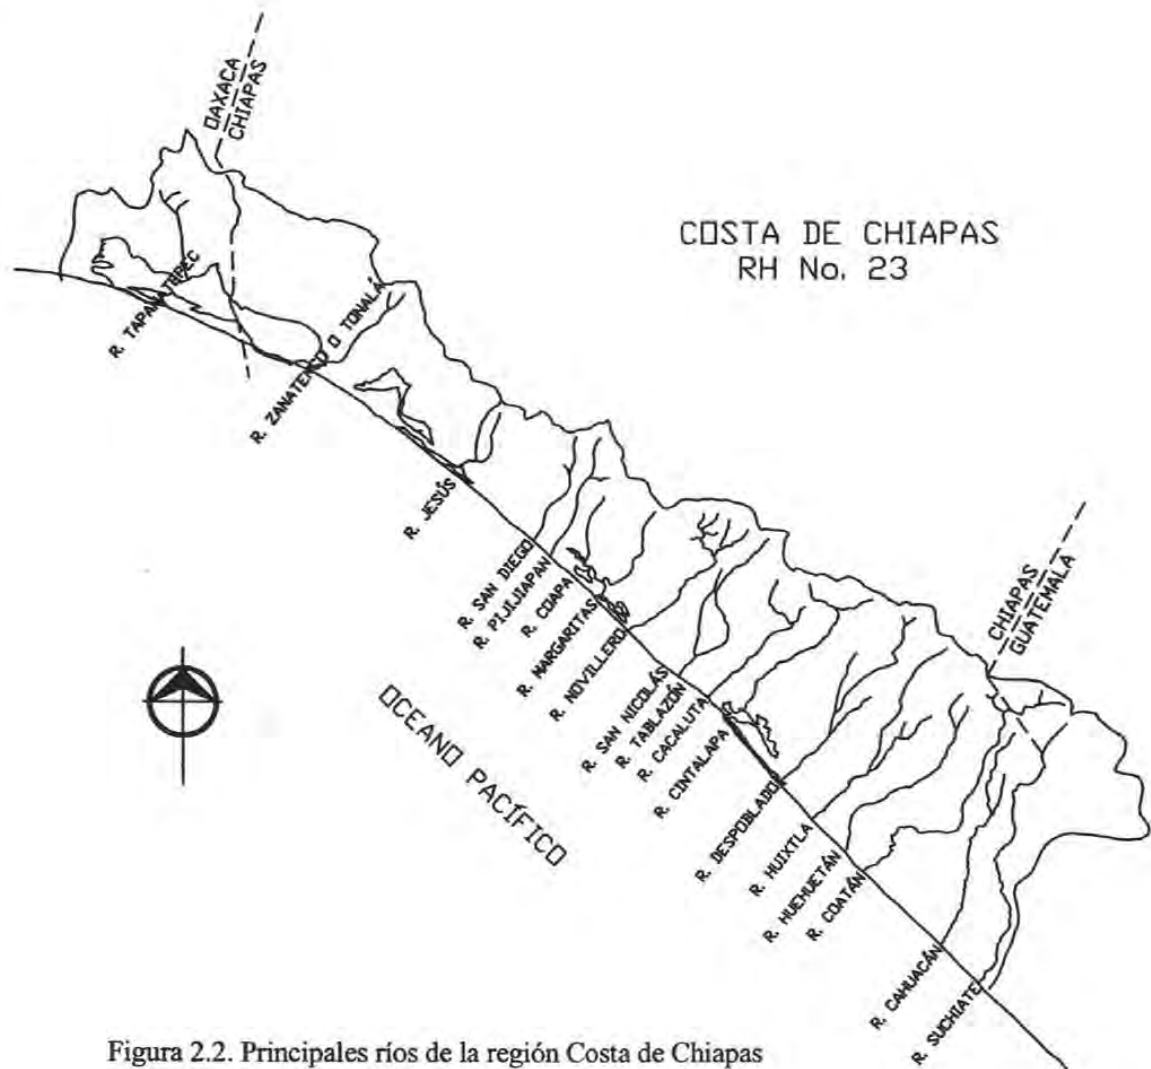 OAXACA
CHIAPAS
COSTA DE CHIAPAS
RH No. 23
R. TAPANATEPEC
R. ZANATENCO O TONALÁ
R. JESÚS
R. SAN DIEGO
R. PIJIJIAPAN
R. COAPA
R. MARGARITAS
R. NOVILLERO
R. SAN NICOLÁS
R. TABLAZÓN
R. CACALUTA
R. CINTALAPA
R. DESPOBLADO
R. HUIXTLA
R. HUEHUETÁN
R. COATÁN
R. CAHUACÁN
R. SUCHIATE
CHIAPAS
GUATEMALA
OCEANO PACÍFICO
Figura 2.2. Principales ríos de la región Costa de Chiapas